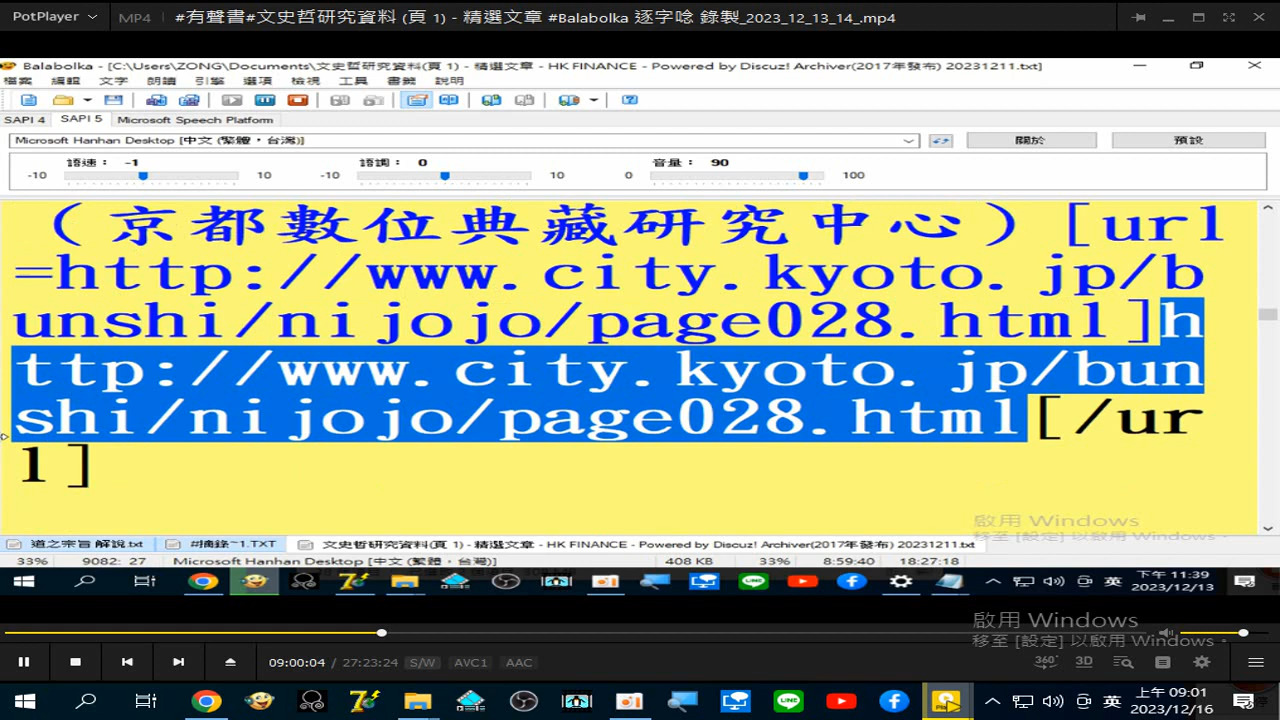 PotPlayer MP4 #有聲書#文史哲研究資料 (頁 1) - 精選文章 #Balabolka 逐字唸 錄製_2023_12_13_14_.mp4
Balabolka - [C:\Users\ZONG\Documents\文史哲研究資料(頁 1) - 精選文章 - HK FINANCE - Powered by Discuz! Archiver(2017年發布) 20231211.txt]
檔案 編輯 文字 朗讀 引擎 選項 檢視 工具 書籤 說明
SAPI 4 SAPI 5 Microsoft Speech Platform
Microsoft Hanhan Desktop [中文 (繁體，台灣)] 關於 預設
語速： -1 語調： 0 音量： 90
-10 10 -10 10 0 100
（京都數位典藏研究中心）[url
=http://www.city.kyoto.jp/b
unshi/nijojo/page028.html]h
ttp://www.city.kyoto.jp/bun
shi/nijojo/page028.html[/ur
l]
啟用 Windows
移至 [設定] 以啟用 Windows。
道之宗旨 解說.txt #摘錄~1.TXT 文史哲研究資料(頁 1) - 精選文章 - HK FINANCE - Powered by Discuz! Archiver(2017年發布) 20231211.txt
33% 9082: 27 Microsoft Hanhan Desktop [中文 (繁體，台灣)] 408 KB 33% 8:59:40 18:27:18
英 下午 11:39
2023/12/13
啟用 Windows
移至 [設定] 以啟用 Windows。
09:00:04 / 27:23:24 S/W AVC1 AAC 360° 3D
英 上午 09:01
2023/12/16